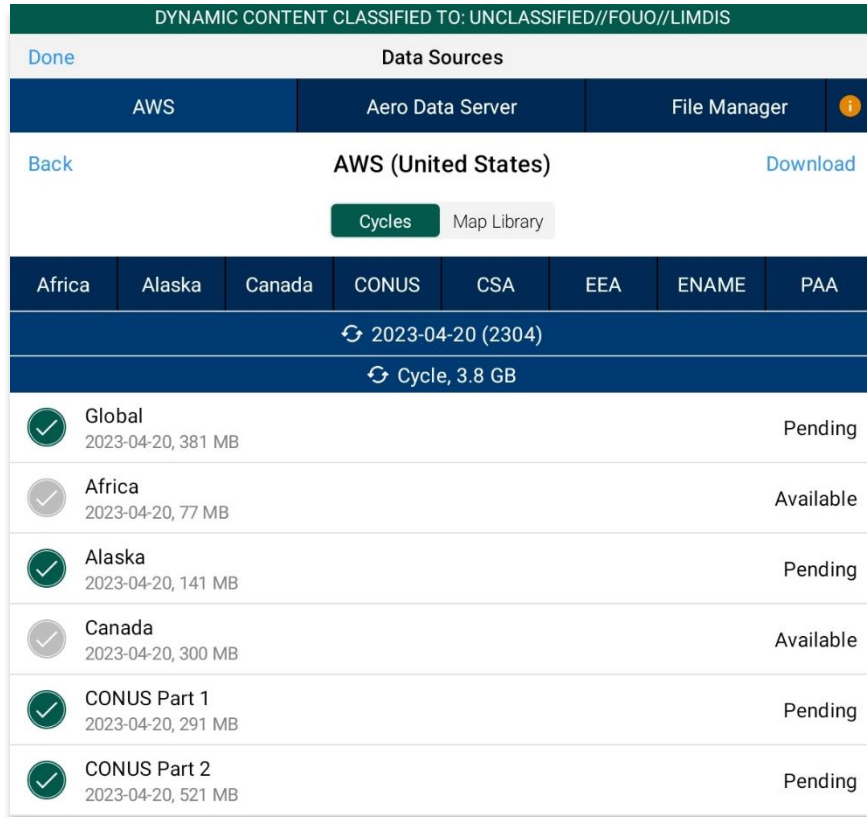 DYNAMIC CONTENT CLASSIFIED TO: UNCLASSIFIED//FOUO//LIMDIS
Done Data Sources
AWS Aero Data Server File Manager i
Back AWS (United States) Download
Cycles Map Library
Africa Alaska Canada CONUS CSA EEA ENAME PAA
2023-04-20 (2304)
Cycle, 3.8 GB
Global
2023-04-20, 381 MB
Pending
Africa
2023-04-20, 77 MB
Available
Alaska
2023-04-20, 141 MB
Pending
Canada
2023-04-20, 300 MB
Available
CONUS Part 1
2023-04-20, 291 MB
Pending
CONUS Part 2
2023-04-20, 521 MB
Pending